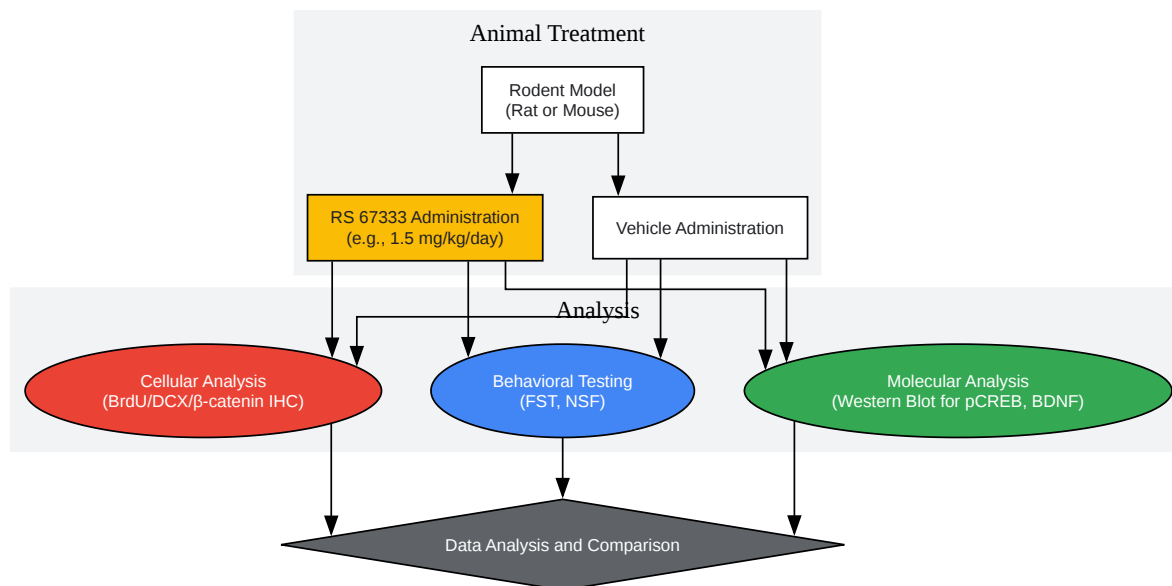 Animal Treatment
Rodent Model
(Rat or Mouse)
RS 67333 Administration
(e.g., 1.5 mg/kg/day)
Vehicle Administration
Analysis
Cellular Analysis
(BrdU/DCX/β-catenin IHC)
Behavioral Testing
(FST, NSF)
Molecular Analysis
(Western Blot for pCREB, BDNF)
Data Analysis and Comparison